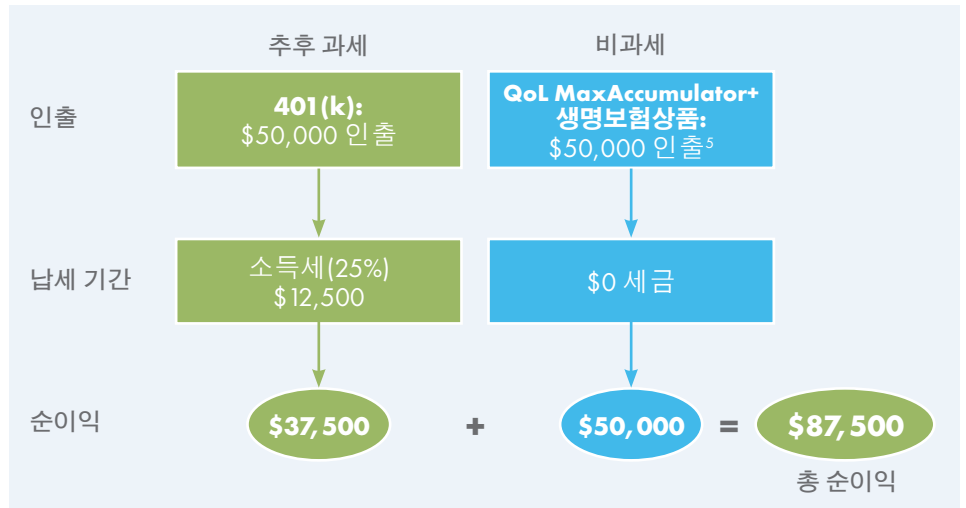 추후 과세
비과세
인출
401(k):
$50,000 인출
QoL MaxAccumulator+
생명보험상품:
$50,000 인출⁵
납세 기간
소득세(25%)
$12,500
$0 세금
순이익
$37,500
+
$50,000
=
$87,500
총 순이익